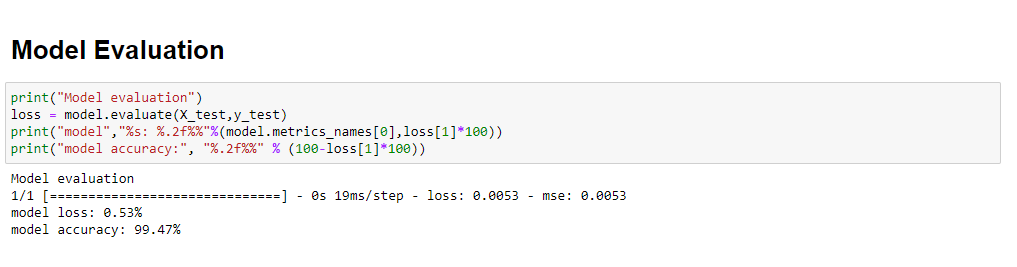 Model Evaluation
print("Model evaluation")
loss = model.evaluate(X_test,y_test)
print("model","%s: %.2f%%"%(model.metrics_names[0],loss[1]*100))
print("model accuracy:", "%.2f%%" % (100-loss[1]*100))
Model evaluation
1/1 [==============================] - 0s 19ms/step - loss: 0.0053 - mse: 0.0053
model loss: 0.53%
model accuracy: 99.47%